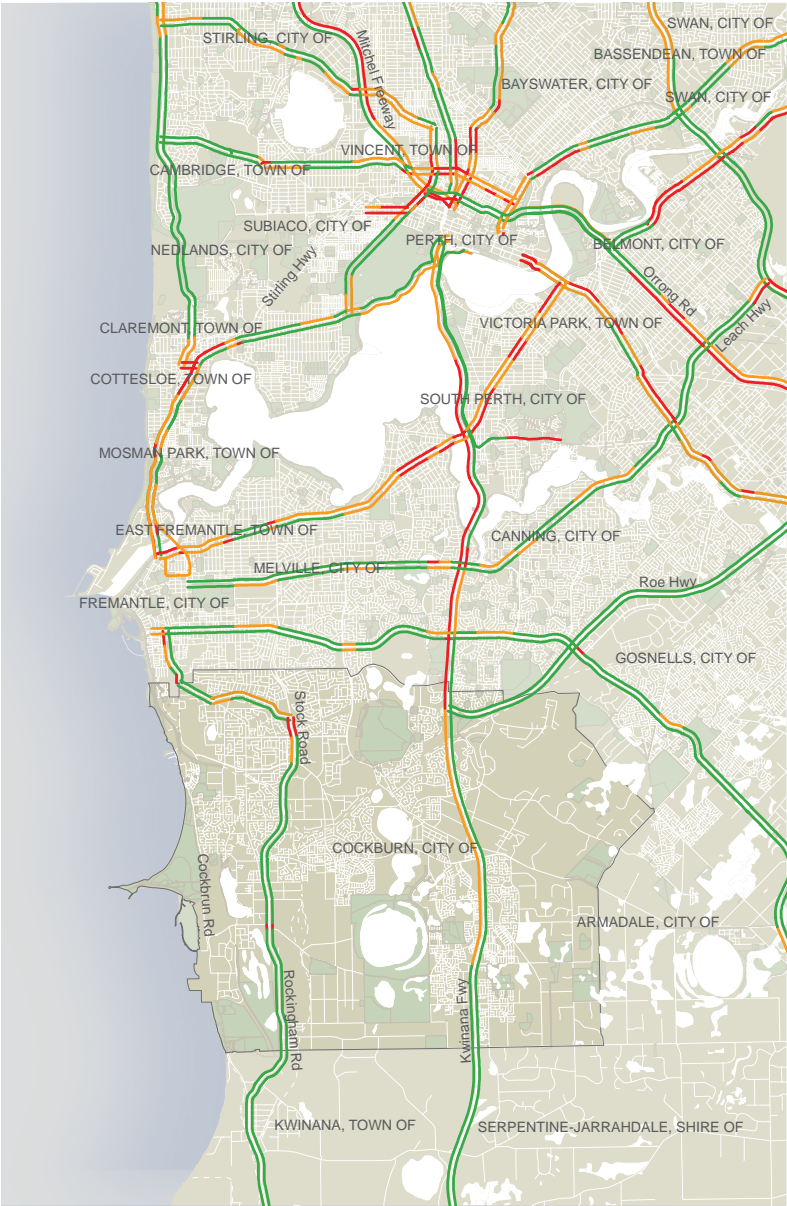 SWAN, CITY OF
STIRLING, CITY OF
BASSENDEAN, TOWN OF
Mitchel Freeway
BAYSWATER, CITY OF
SWAN, CITY OF
VINCENT, TOWN OF
CAMBRIDGE, TOWN OF
SUBIACO, CITY OF
PERTH, CITY OF
BELMONT, CITY OF
NEDLANDS, CITY OF
Stirling Hwy
Orrong Rd
Leach Hwy
CLAREMONT, TOWN OF
VICTORIA PARK, TOWN OF
COTTESLOE, TOWN OF
SOUTH PERTH, CITY OF
MOSMAN PARK, TOWN OF
EAST FREMANTLE, TOWN OF
CANNING, CITY OF
MELVILLE, CITY OF
Roe Hwy
FREMANTLE, CITY OF
GOSNELLS, CITY OF
Stock Road
COCKBURN, CITY OF
Cockbrun Rd
ARMADALE, CITY OF
Rockingham Rd
Kwinana Fwy
KWINANA, TOWN OF
SERPENTINE-JARRAHDALE, SHIRE OF